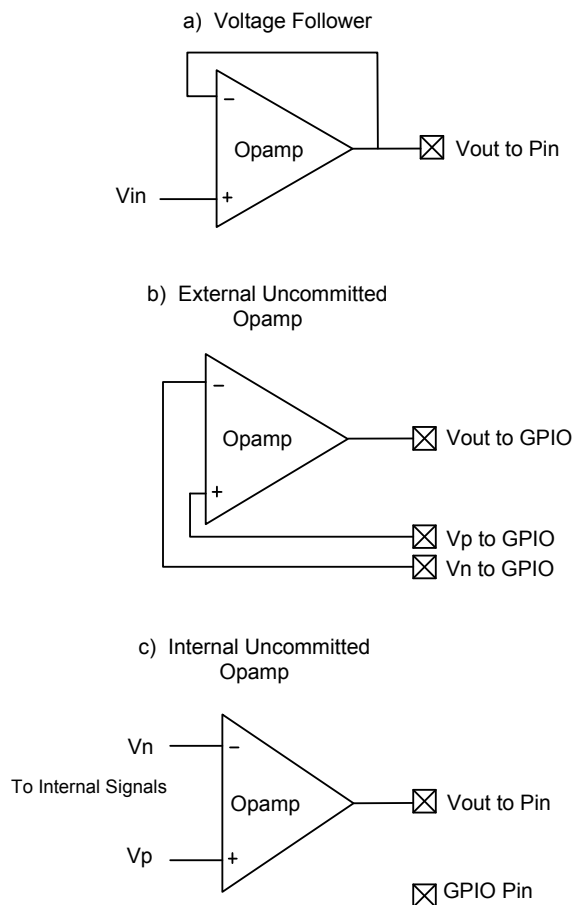 a) Voltage Follower
−
Opamp
Vout to Pin
Vin
+
b) External Uncommitted
Opamp
−
Opamp
Vout to GPIO
+
Vp to GPIO
Vn to GPIO
c) Internal Uncommitted
Opamp
Vn
−
To Internal Signals
Opamp
Vout to Pin
Vp
+
GPIO Pin